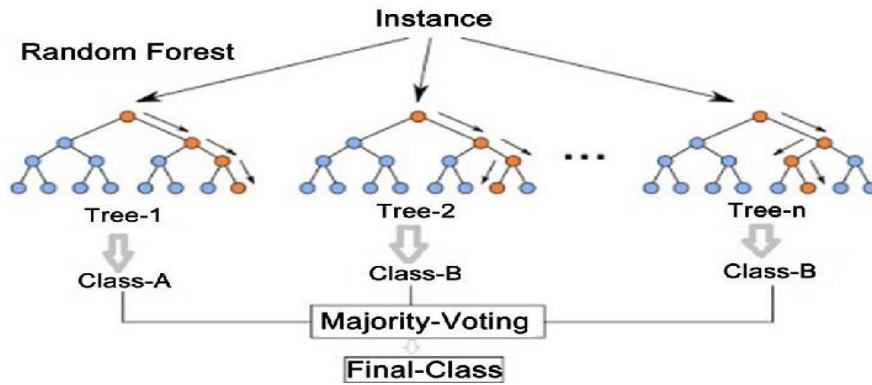 Instance
Random Forest
...
Tree-1 Tree-2 Tree-n
Class-A Class-B Class-B
Majority-Voting
Final-Class